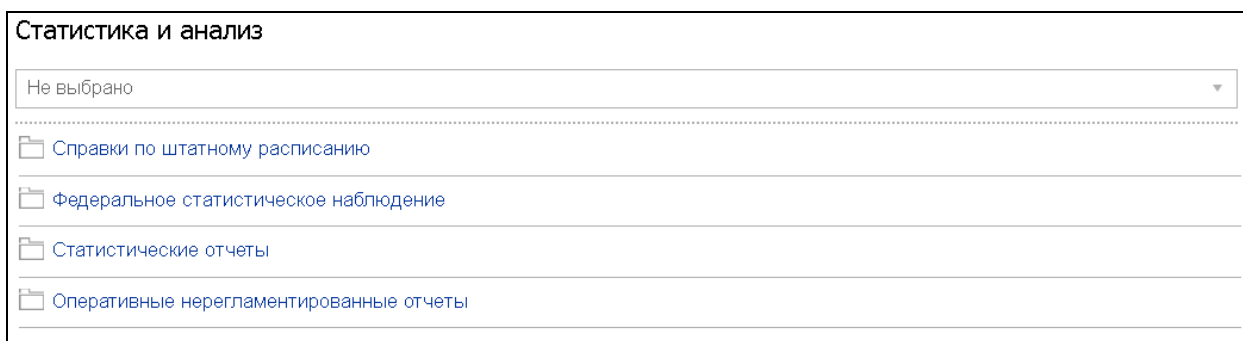 Статистика и анализ
Не выбрано
Справки по штатному расписанию
Федеральное статистическое наблюдение
Статистические отчеты
Оперативные нерегламентированные отчеты